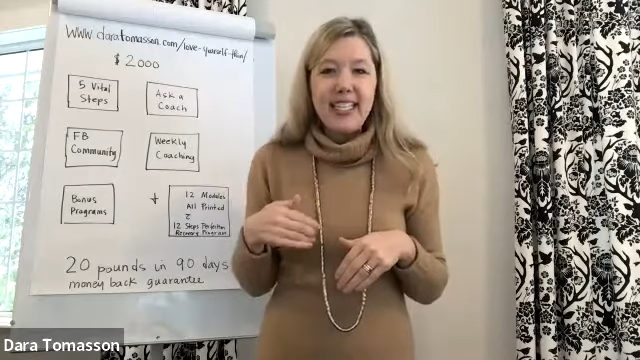 www.daratomasson.com/love-yourself-thin/
$2000
5 Vital
Steps
Ask a
Coach
FB
Community
Weekly
Coaching
Bonus
Programs
12 Modules
All Printed
12 Steps Perfection
Recovery Program
20 pounds in 90 days
money back guarantee
Dara Tomasson